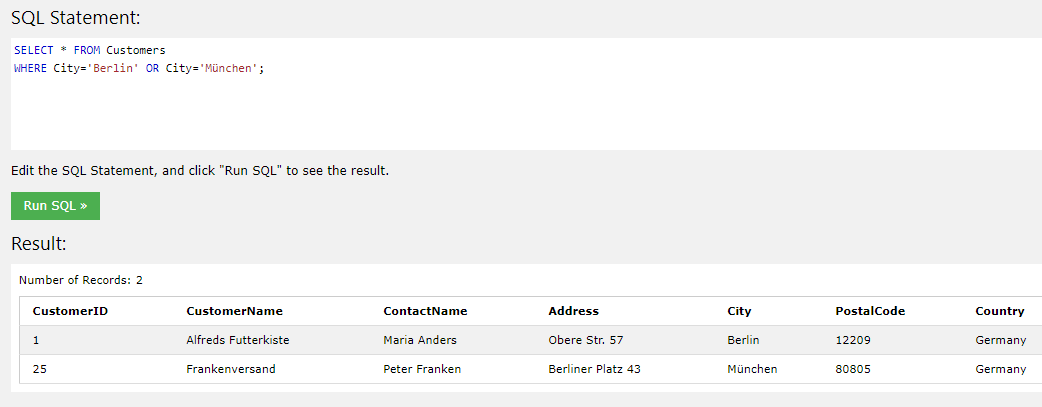 SQL Statement:
SELECT * FROM Customers
WHERE City='Berlin' OR City='München';
Edit the SQL Statement, and click "Run SQL" to see the result.
Run SQL »
Result:
Number of Records: 2
CustomerID CustomerName ContactName Address City PostalCode Country
1 Alfreds Futterkiste Maria Anders Obere Str. 57 Berlin 12209 Germany
25 Frankenversand Peter Franken Berliner Platz 43 München 80805 Germany